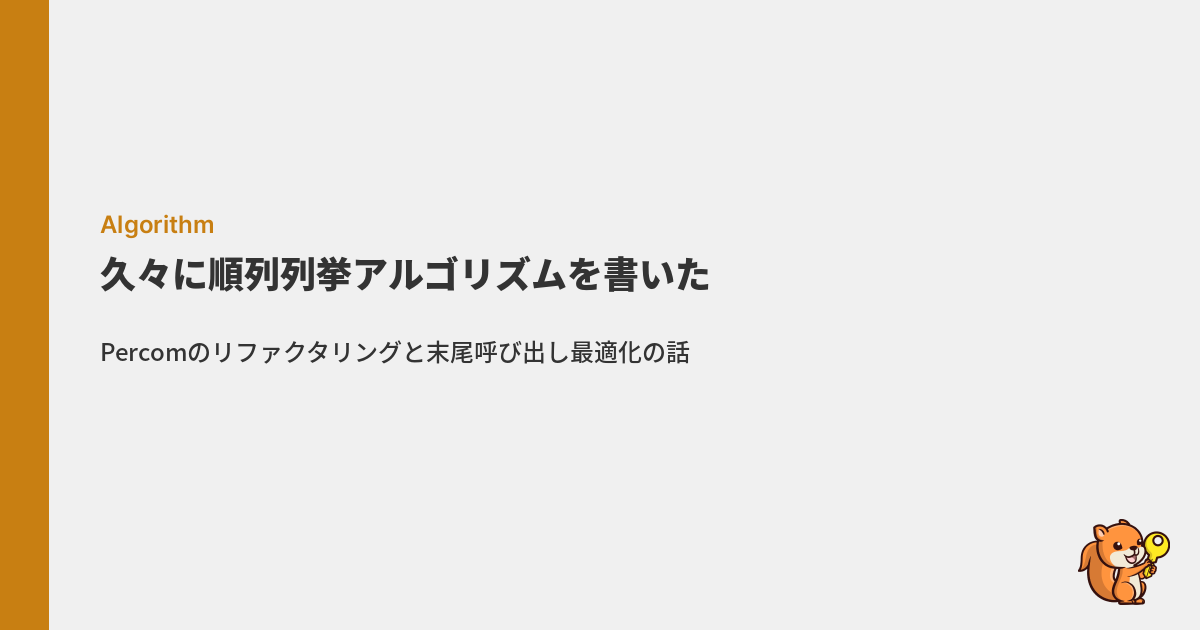 Algorithm
久々に順列列挙アルゴリズムを書いた
Percomのリファクタリングと末尾呼び出し最適化の話